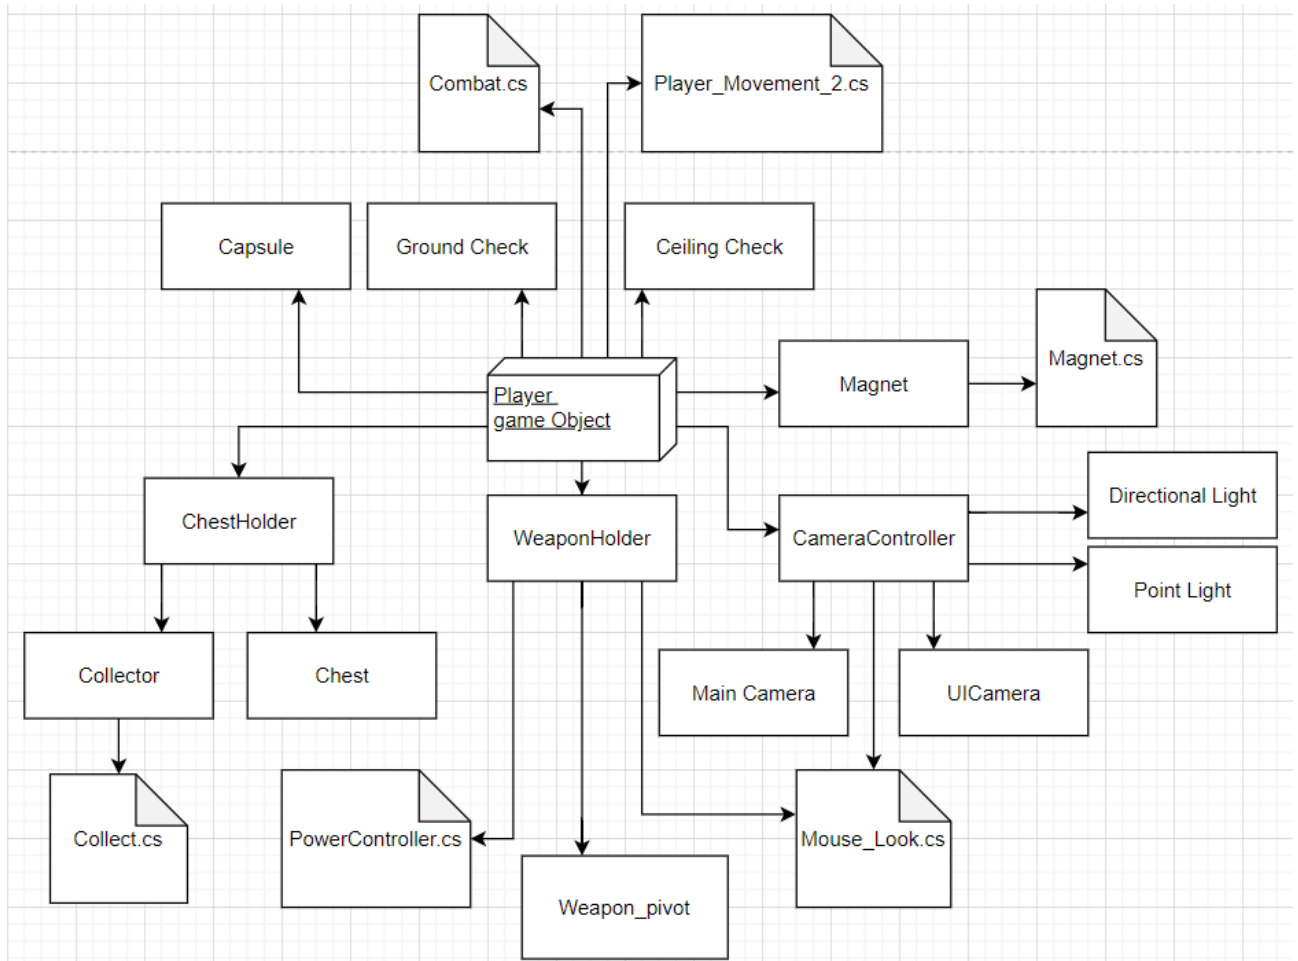 Combat.cs
Player_Movement_2.cs
Capsule
Ground Check
Ceiling Check
Magnet.cs
Magnet
Player
game Object
Directional Light
ChestHolder
WeaponHolder
CameraController
Point Light
Collector
Chest
Main Camera
UICamera
Collect.cs
PowerController.cs
Mouse_Look.cs
Weapon_pivot